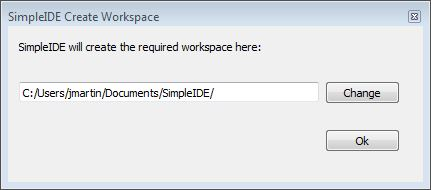 SimpleIDE Create Workspace
SimpleIDE will create the required workspace here:
C:/Users/jmartin/Documents/SimpleIDE/
Change
Ok